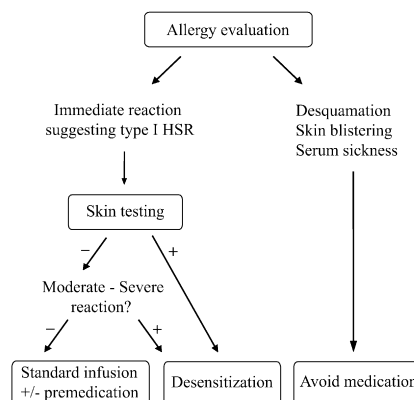 Allergy evaluation
Immediate reaction
suggesting type I HSR
Desquamation
Skin blistering
Serum sickness
Skin testing
− +
Moderate - Severe
reaction?
− +
Standard infusion
+/- premedication
Desensitization
Avoid medication